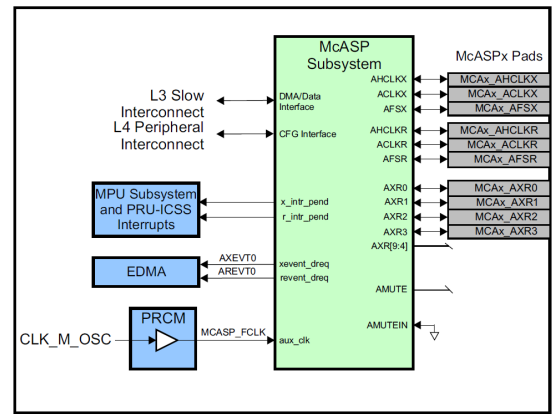 McASP
Subsystem
McASPx Pads
L3 Slow
Interconnect
L4 Peripheral
Interconnect
DMA/Data
Interface
CFG Interface
AHCLKX
ACLKX
AFSX
AHCLKR
ACLKR
AFSR
MCAx_AHCLKX
MCAx_ACLKX
MCAx_AFSX
MCAx_AHCLKR
MCAx_ACLKR
MCAx_AFSR
MPU Subsystem
and PRU-ICSS
Interrupts
x_intr_pend
r_intr_pend
AXR0
AXR1
AXR2
AXR3
AXR[9:4]
MCAx_AXR0
MCAx_AXR1
MCAx_AXR2
MCAx_AXR3
EDMA
AXEVT0
AREVT0
xevent_dreq
revent_dreq
AMUTE
PRCM
CLK_M_OSC
MCASP_FCLK
aux_clk
AMUTEIN